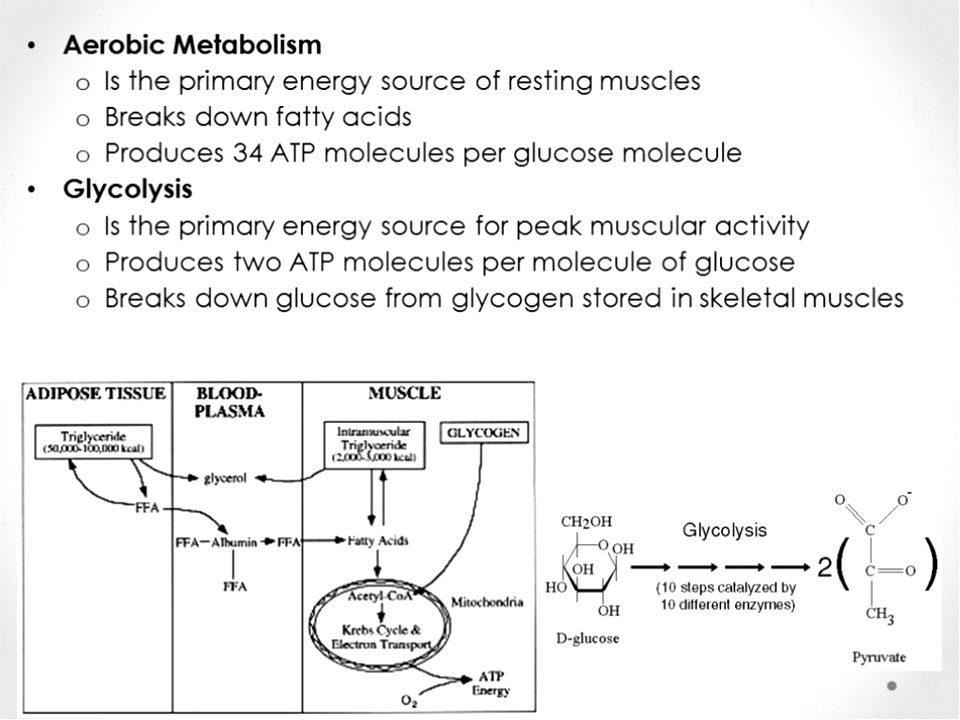 • Aerobic Metabolism
o Is the primary energy source of resting muscles
o Breaks down fatty acids
o Produces 34 ATP molecules per glucose molecule
• Glycolysis
o Is the primary energy source for peak muscular activity
o Produces two ATP molecules per molecule of glucose
o Breaks down glucose from glycogen stored in skeletal muscles
ADIPOSE TISSUE
Triglyceride
(50,000-100,000 kcal)
FFA
BLOOD-
PLASMA
glycerol
FFA—Albumin
FFA
FFA
MUSCLE
Intramuscular
Triglyceride
(2,000-3,000 kcal)
GLYCOGEN
Fatty Acids
Acetyl-CoA
Mitochondria
Krebs Cycle &
Electron Transport
ATP
Energy
O2
CH2OH
O
OH
OH
HO
OH
D-glucose
Glycolysis
(10 steps catalyzed by
10 different enzymes)
2(
O
O-
C
C=O
CH3
)
Pyruvate